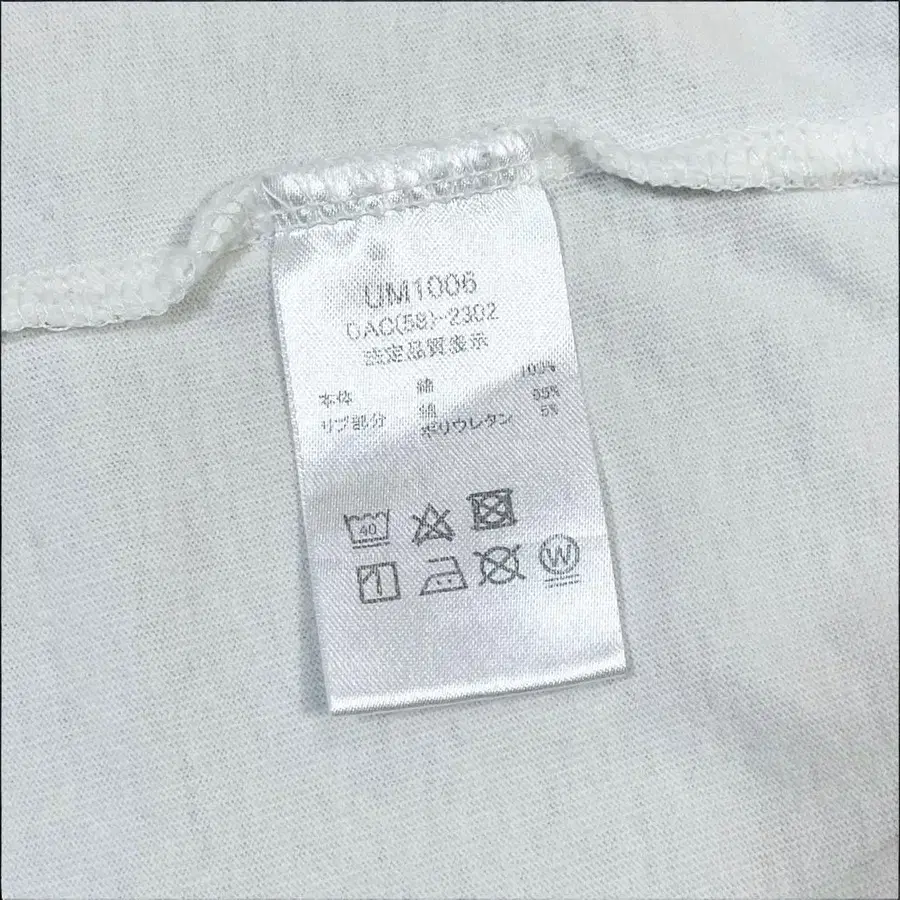 UM1006
DAC(58)-2302
法定品質表示
本体 綿 100%
リブ部分 綿 95%
ポリウレタン 5%
40
W